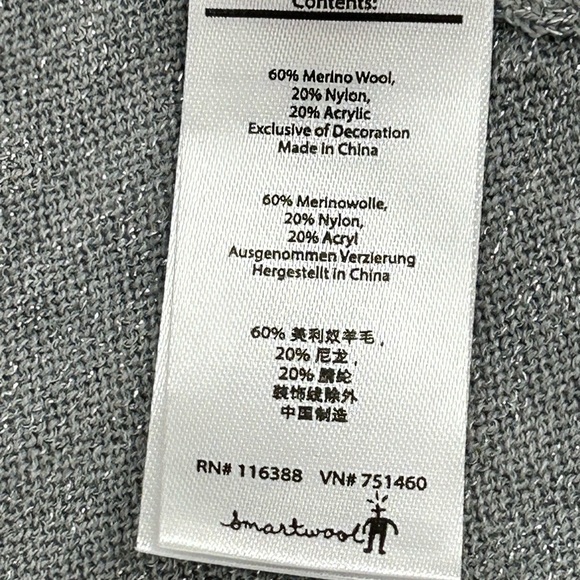 Contents:
60% Merino Wool,
20% Nylon,
20% Acrylic
Exclusive of Decoration
Made in China
60% Merinowolle,
20% Nylon,
20% Acryl
Ausgenommen Verzierung
Hergestellt in China
60% 美利奴羊毛,
20% 尼龙,
20% 腈纶
装饰线除外
中国制造
RN# 116388 VN# 751460
Smartwool